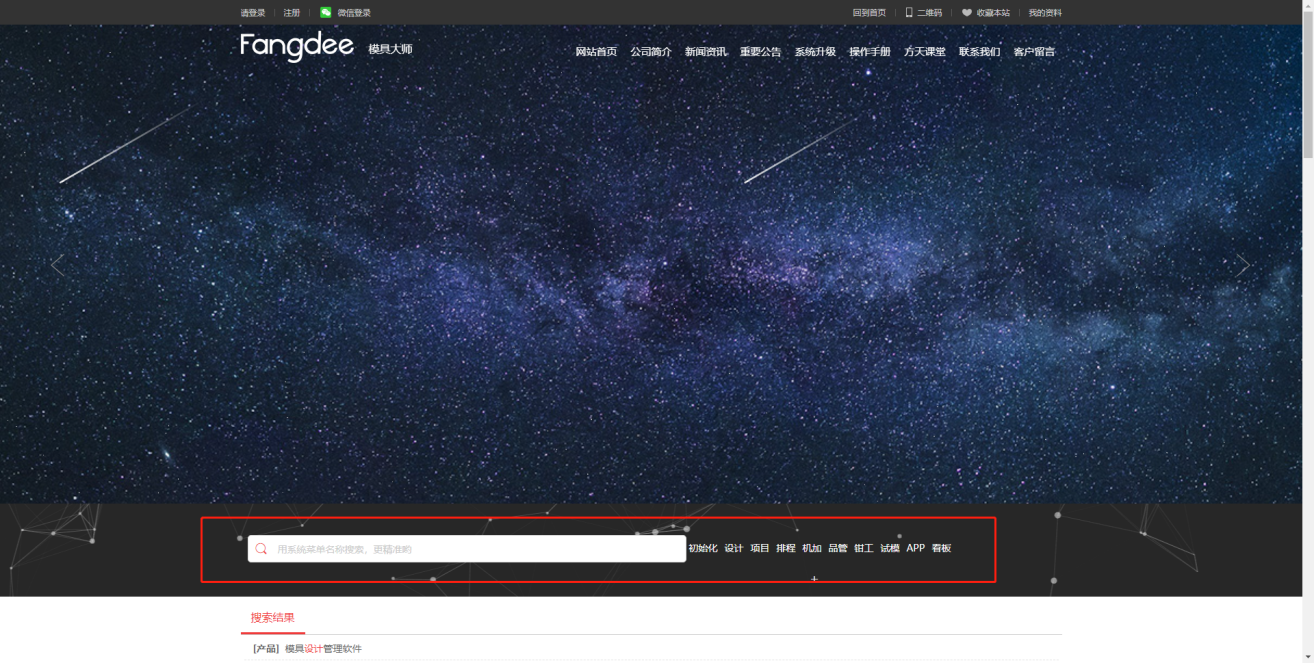 请登录 注册 微信登录 回到首页 二维码 收藏本站 我的资料
Fangdee 模具大师 网站首页 公司简介 新闻资讯 重要公告 系统升级 操作手册 方天课堂 联系我们 客户留言
用系统菜单名称搜索，更精准哟 初始化 设计 项目 排程 机加 品管 钳工 试模 APP 看板
搜索结果
[产品] 模具设计管理软件